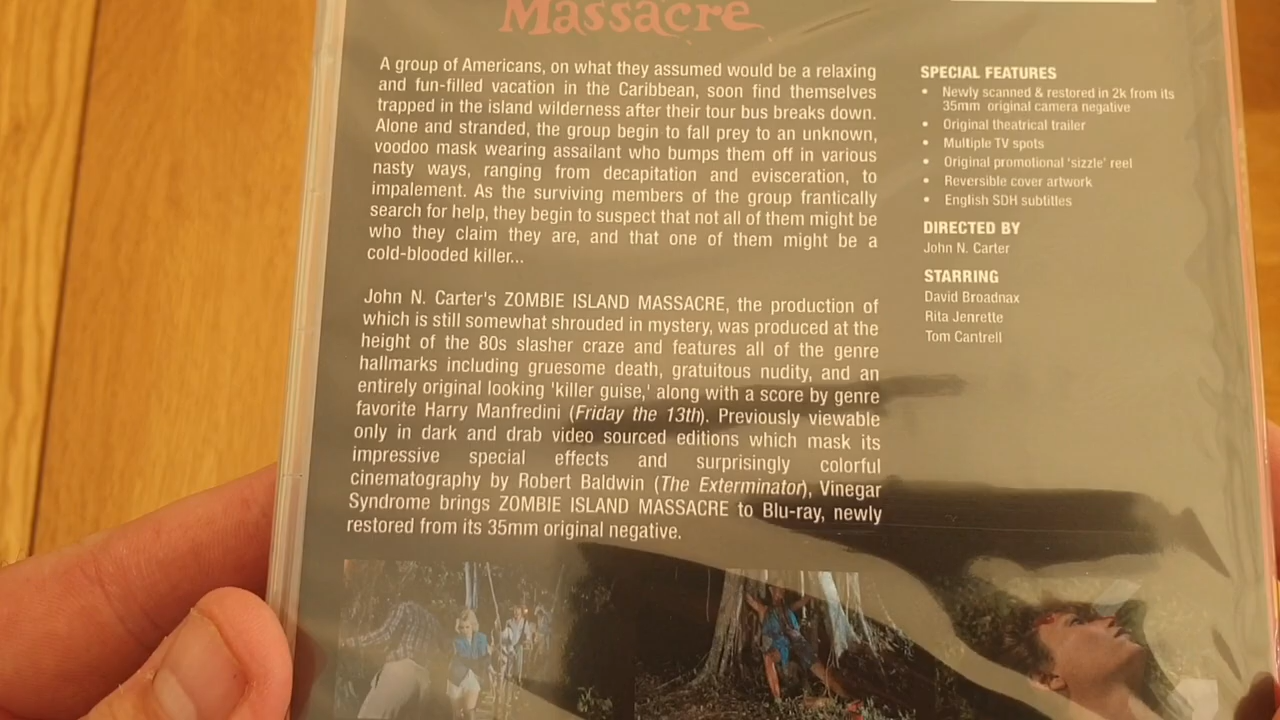 Massacre
A group of Americans, on what they assumed would be a relaxing
and fun-filled vacation in the Caribbean, soon find themselves
trapped in the island wilderness after their tour bus breaks down.
Alone and stranded, the group begin to fall prey to an unknown,
voodoo mask wearing assailant who bumps them off in various
nasty ways, ranging from decapitation and evisceration, to
impalement. As the surviving members of the group frantically
search for help, they begin to suspect that not all of them might be
who they claim they are, and that one of them might be a
cold-blooded killer...
John N. Carter's ZOMBIE ISLAND MASSACRE, the production of
which is still somewhat shrouded in mystery, was produced at the
height of the 80s slasher craze and features all of the genre
hallmarks including gruesome death, gratuitous nudity, and an
entirely original looking 'killer guise,' along with a score by genre
favorite Harry Manfredini (Friday the 13th). Previously viewable
only in dark and drab video sourced editions which mask its
impressive special effects and surprisingly colorful
cinematography by Robert Baldwin (The Exterminator), Vinegar
Syndrome brings ZOMBIE ISLAND MASSACRE to Blu-ray, newly
restored from its 35mm original negative.
SPECIAL FEATURES
• Newly scanned & restored in 2k from its
35mm original camera negative
• Original theatrical trailer
• Multiple TV spots
• Original promotional 'sizzle' reel
• Reversible cover artwork
• English SDH subtitles
DIRECTED BY
John N. Carter
STARRING
David Broadnax
Rita Jenrette
Tom Cantrell